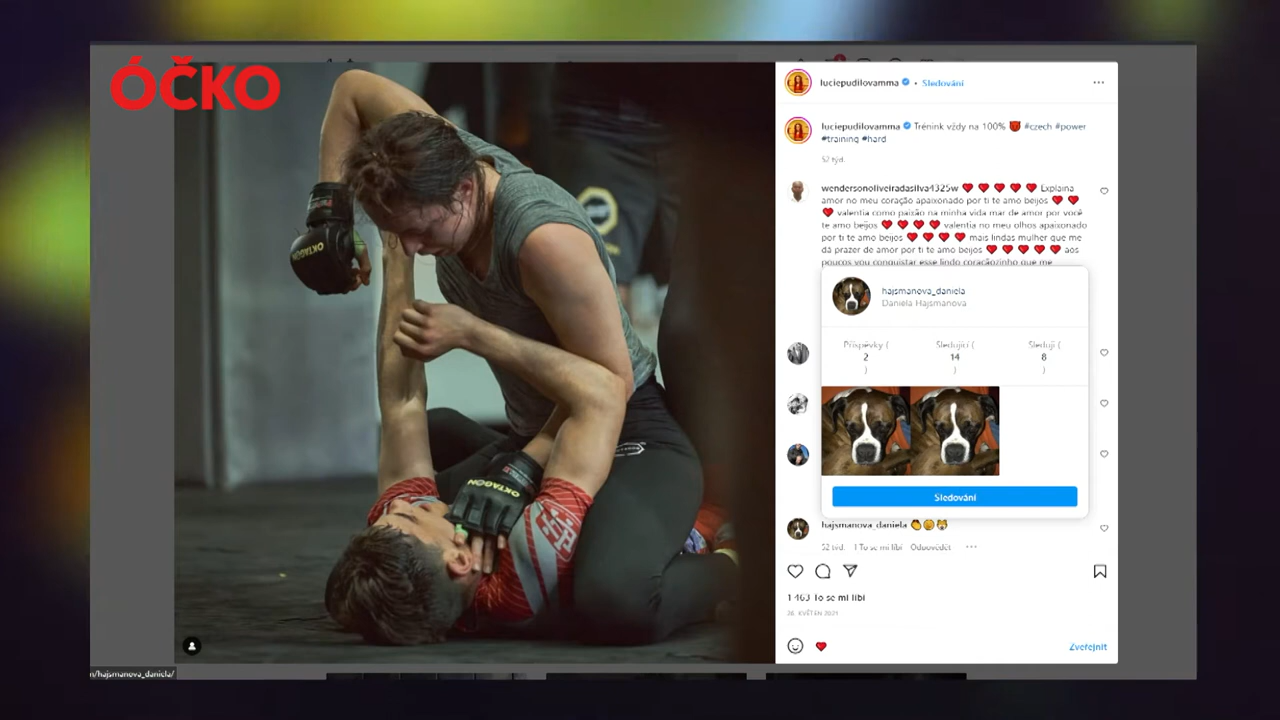 ÓČKO
luciepudilovamma • Sledování
luciepudilovamma Trénink vždy na 100% 👹 #czech #power
#training #hard
52 týd.
wendersonoliveiradasilva4325w ❤️ ❤️ ❤️ ❤️ ❤️ Explaina
amor no meu coração apaixonado por ti te amo beijos ❤️ ❤️
❤️ valentia como paixão na minha vida mar de amor por você
te amo beijos ❤️ ❤️ ❤️ ❤️ valentia no meu olhos apaixonado
por ti te amo beijos ❤️ ❤️ ❤️ ❤️ mais lindas mulher que me
dá prazer de amor por ti te amo beijos ❤️ ❤️ ❤️ ❤️ ❤️ aos
poucos vou conquistar esse lindo coraçãozinho que me
hajsmanova_daniela
Daniela Hajsmanova
Příspěvky (
2
)
Sledující (
14
)
Sleduji (
8
)
Sledování
hajsmanova_daniela
52 týd. 1 To se mi líbí Odpovědět •••
1 463 To se mi líbí
26. KVĚTEN 2021
❤️
Zveřejnit
n/hajsmanova_daniela/
OKTAGON
OKTAGON